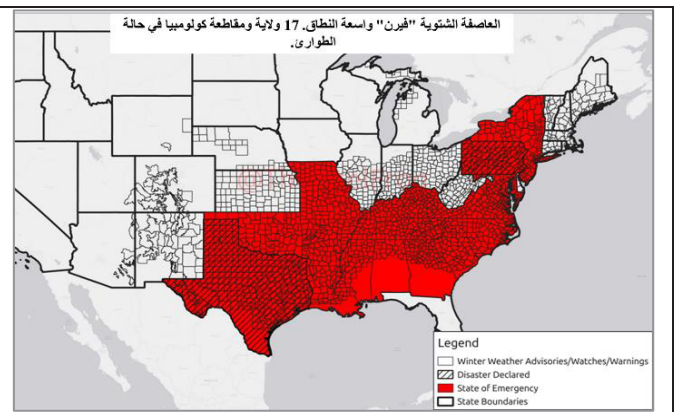 العاصفة الشتوية "فيرن" واسعة النطاق. 17 ولاية ومقاطعة كولومبيا في حالة
الطوارئ.
Legend
Winter Weather Advisories/Watches/Warnings
Disaster Declared
State of Emergency
State Boundaries